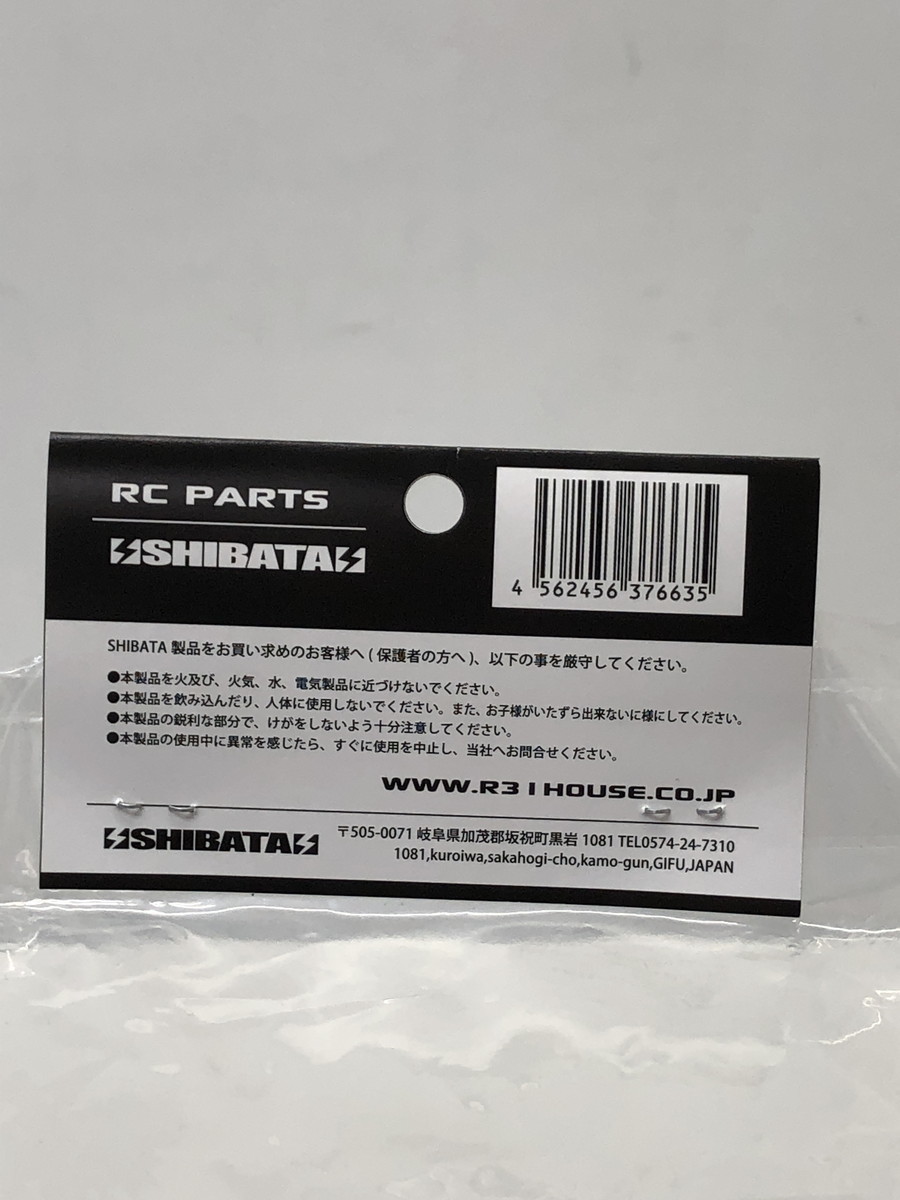 RC PARTS
SHIBATA
4 562456 376635
SHIBATA 製品をお買い求めのお客様へ ( 保護者の方へ )、以下の事を厳守してください。
●本製品を火及び、火気、水、電気製品に近づけないでください。
●本製品を飲み込んだり、人体に使用しないでください。また、お子様がいたずら出来ないに様にしてください。
●本製品の鋭利な部分で、けがをしないよう十分注意してください。
●本製品の使用中に異常を感じたら、すぐに使用を中止し、当社へお問合せください。
WWW.R31HOUSE.CO.JP
SHIBATA
〒505-0071 岐阜県加茂郡坂祝町黒岩 1081 TEL0574-24-7310
1081,kuroiwa,sakahogi-cho,kamo-gun,GIFU,JAPAN